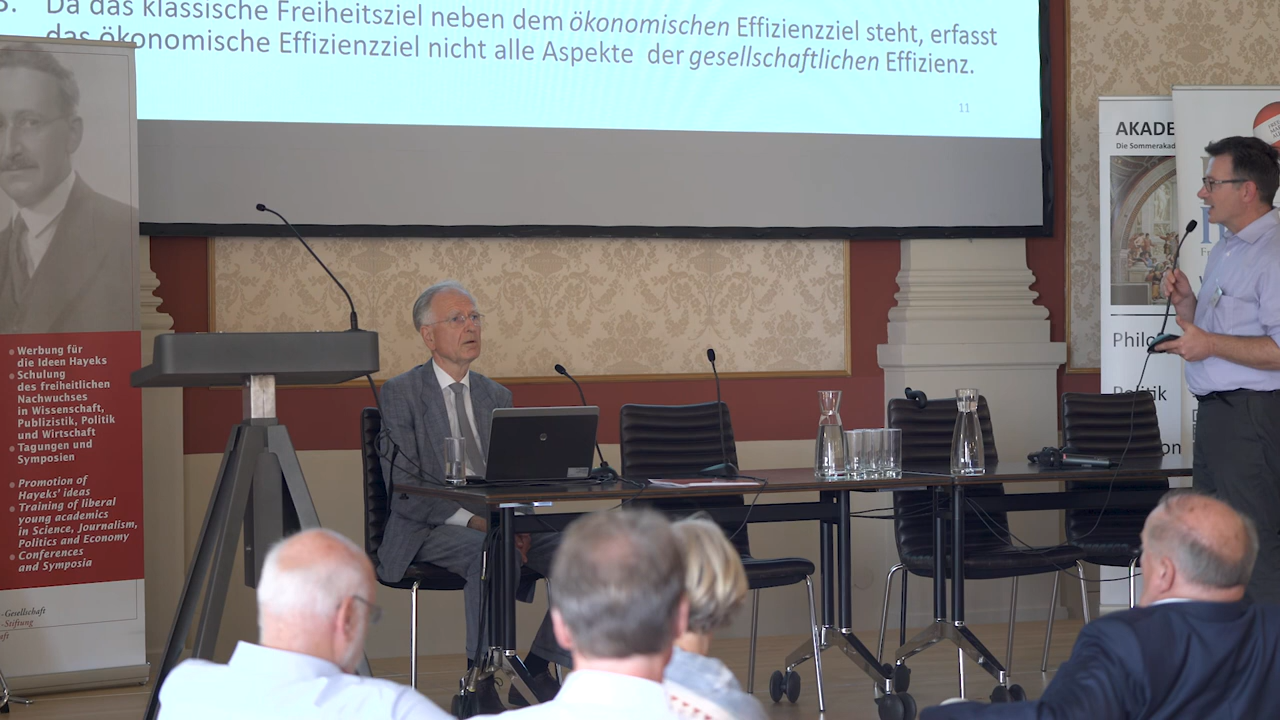 3. Da das klassische Freiheitsziel neben dem ökonomischen Effizienzziel steht, erfasst
das ökonomische Effizienzziel nicht alle Aspekte der gesellschaftlichen Effizienz.
11
• Werbung für
die Ideen Hayeks
• Schulung
des freiheitlichen
Nachwuchses
in Wissenschaft,
Publizistik, Politik
und Wirtschaft
• Tagungen und
Symposien
• Promotion of
Hayeks' ideas
• Training of liberal
young academics
in Science, Journalism,
Politics and Economy
• Conferences
and Symposia
-Gesellschaft
-Stiftung
AKADE
Die Sommerakad
Philo
Politik